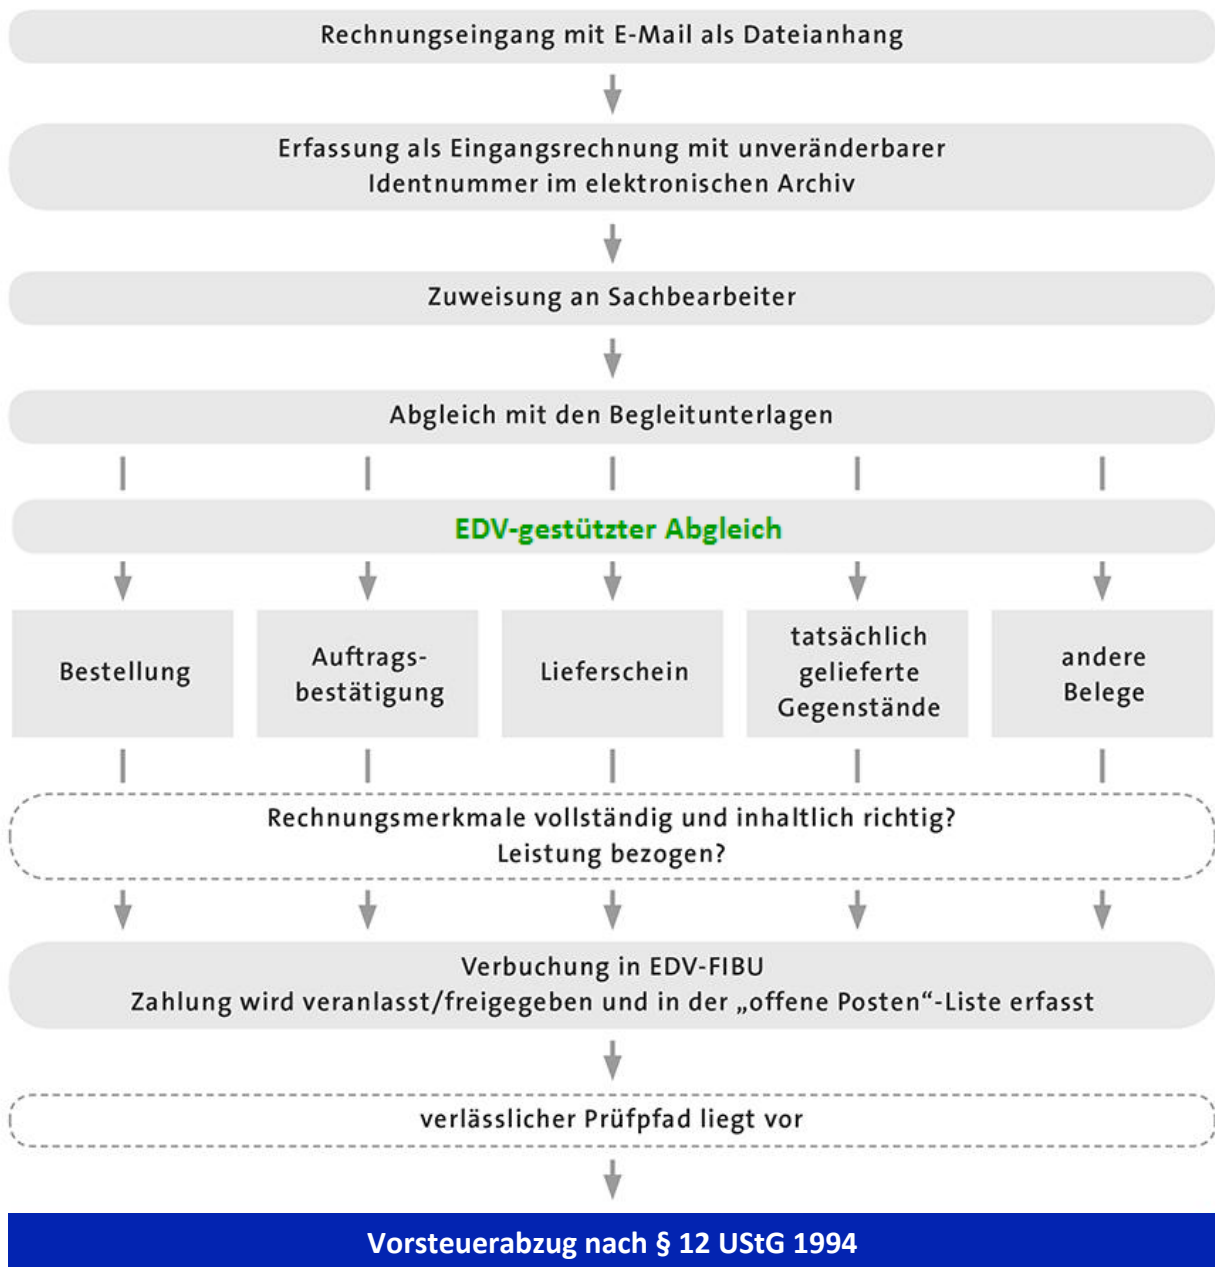 Rechnungseingang mit E-Mail als Dateianhang
Erfassung als Eingangsrechnung mit unveränderbarer
Identnummer im elektronischen Archiv
Zuweisung an Sachbearbeiter
Abgleich mit den Begleitunterlagen
EDV-gestützter Abgleich
Bestellung
Auftrags-
bestätigung
Lieferschein
tatsächlich
gelieferte
Gegenstände
andere
Belege
Rechnungsmerkmale vollständig und inhaltlich richtig?
Leistung bezogen?
Verbuchung in EDV-FIBU
Zahlung wird veranlasst/freigegeben und in der „offene Posten“-Liste erfasst
verlässlicher Prüfpfad liegt vor
Vorsteuerabzug nach § 12 UStG 1994